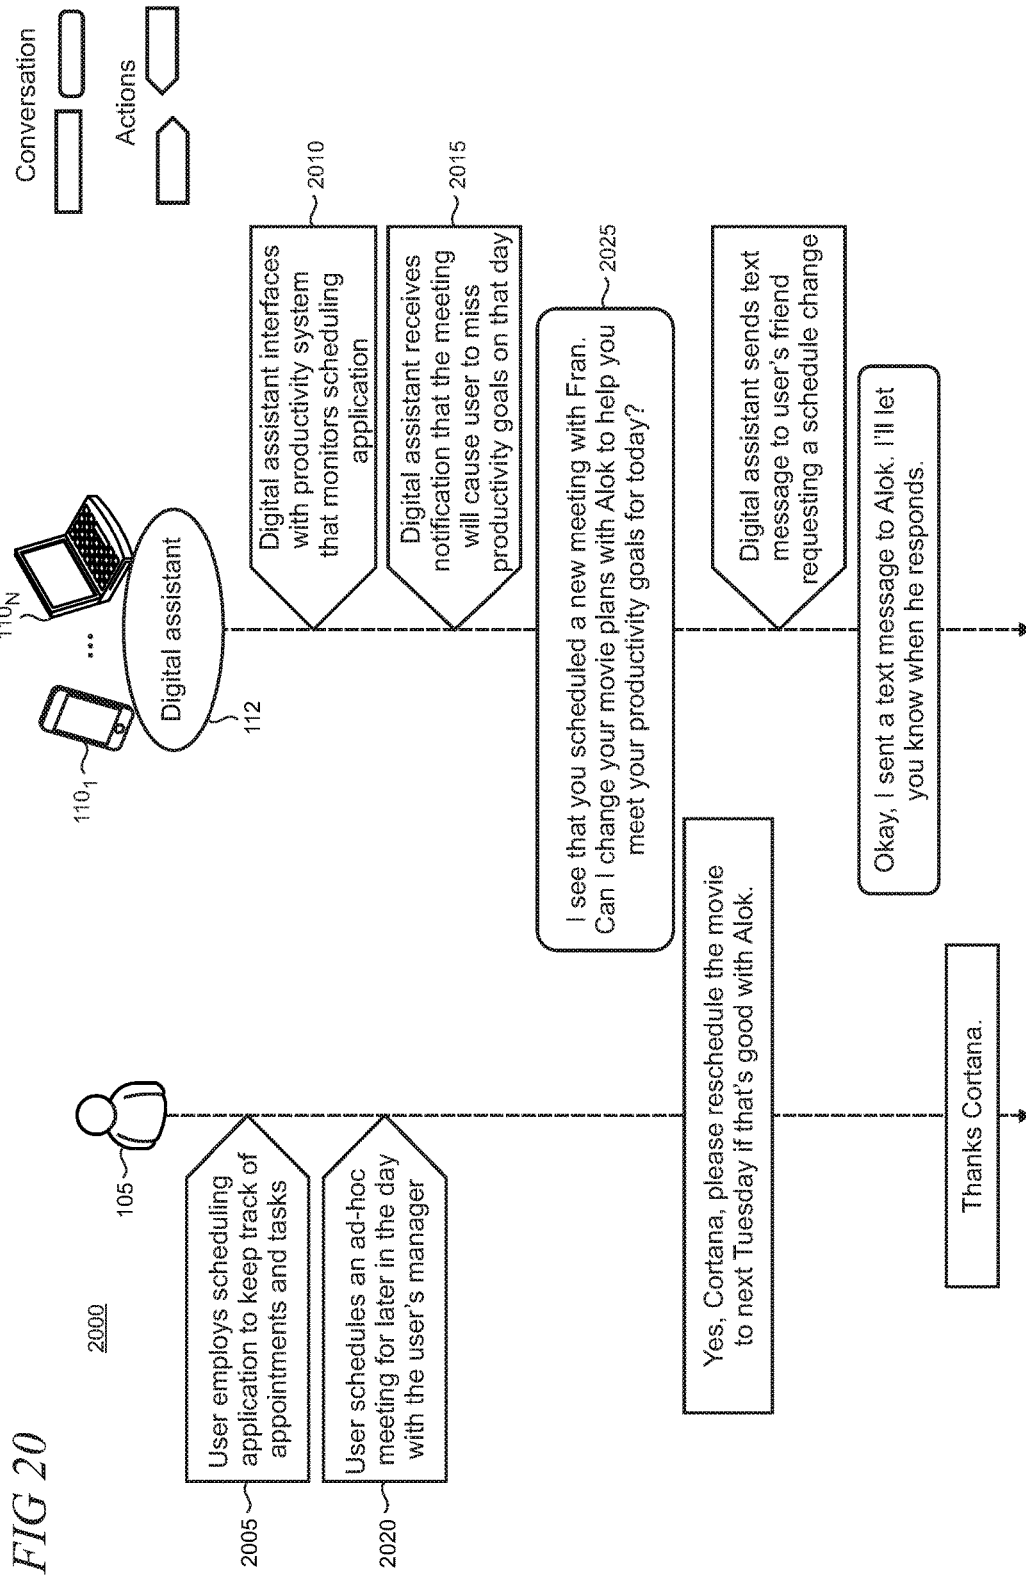 FIG 20
2000
Conversation
Actions
105
110₁
...
110N
Digital assistant
112
User employs scheduling
application to keep track of
appointments and tasks
2005
Digital assistant interfaces
with productivity system
that monitors scheduling
application
2010
User schedules an ad-hoc
meeting for later in the day
with the user's manager
2020
Digital assistant receives
notification that the meeting
will cause user to miss
productivity goals on that day
2015
I see that you scheduled a new meeting with Fran.
Can I change your movie plans with Alok to help you
meet your productivity goals for today?
2025
Yes, Cortana, please reschedule the movie
to next Tuesday if that's good with Alok.
Digital assistant sends text
message to user's friend
requesting a schedule change
Okay, I sent a text message to Alok. I'll let
you know when he responds.
Thanks Cortana.